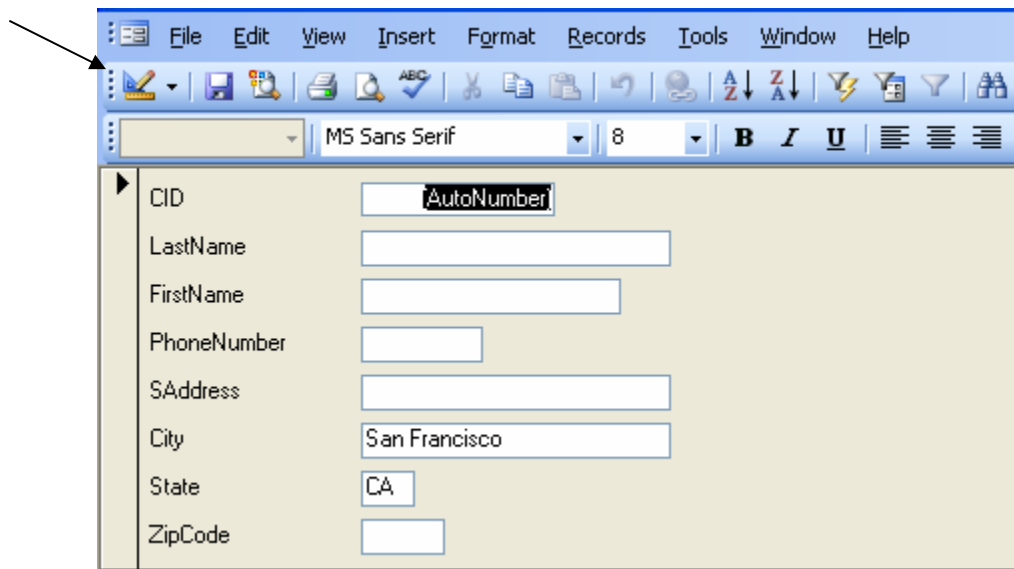 File Edit View Insert Format Records Tools Window Help
ABC A Z Z A
MS Sans Serif 8 B I U
CID (AutoNumber)
LastName
FirstName
PhoneNumber
SAddress
City San Francisco
State CA
ZipCode